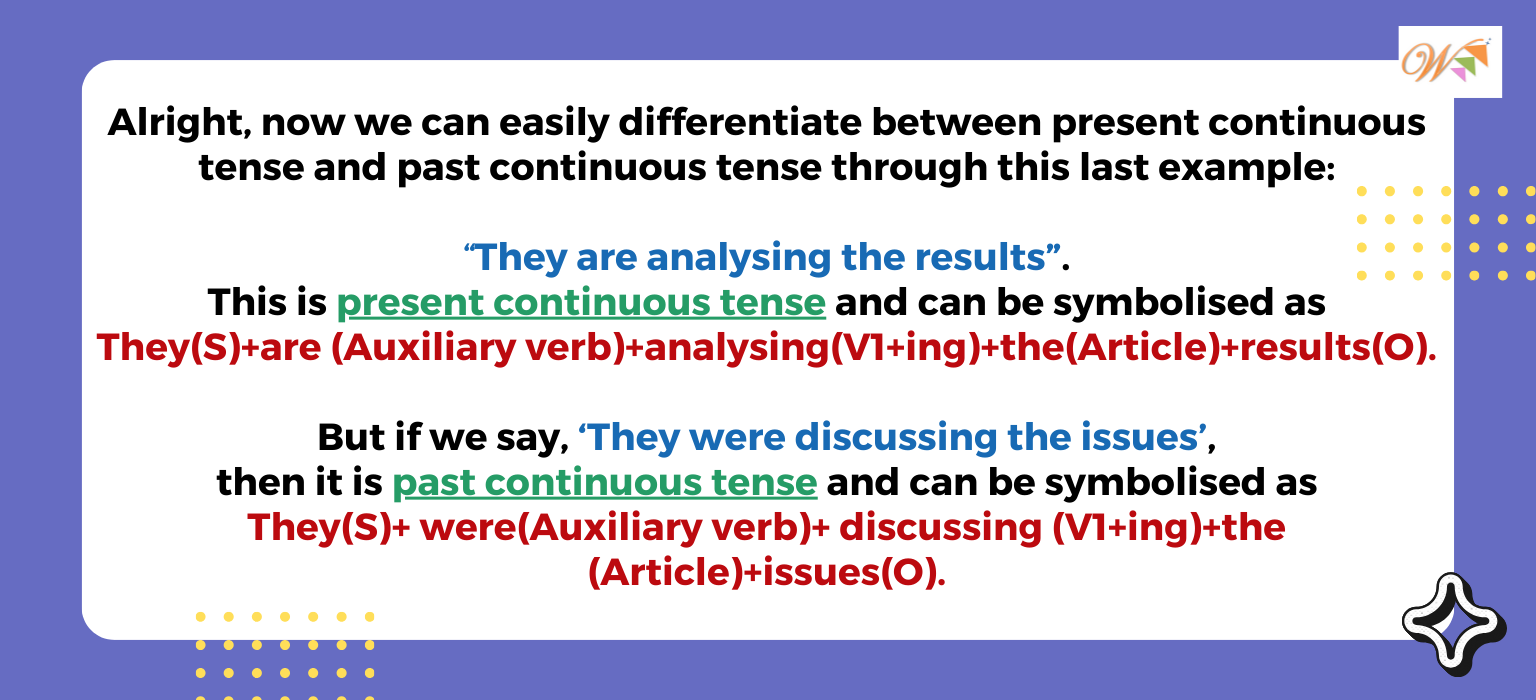 Alright, now we can easily differentiate between present continuous
tense and past continuous tense through this last example:
“They are analysing the results”.
This is present continuous tense and can be symbolised as
They(S)+are (Auxiliary verb)+analysing(V1+ing)+the(Article)+results(O).
But if we say, ‘They were discussing the issues’,
then it is past continuous tense and can be symbolised as
They(S)+ were(Auxiliary verb)+ discussing (V1+ing)+the
(Article)+issues(O).